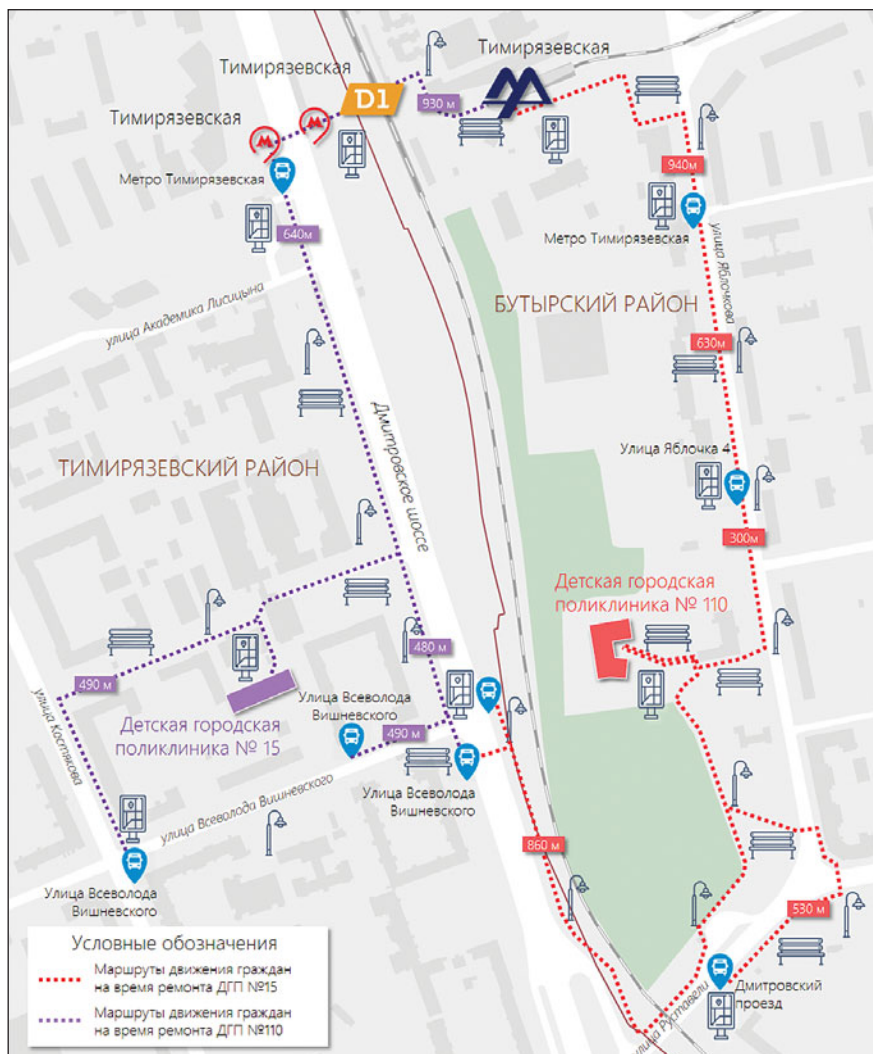 Тимирязевская
Тимирязевская
D1
930 м
Тимирязевская
Метро Тимирязевская
940м
640м
Метро Тимирязевская
улица Яблочкова
БУТЫРСКИЙ РАЙОН
улица Академика Лисицына
630м
Дмитровское шоссе
Улица Яблочка 4
ТИМИРЯЗЕВСКИЙ РАЙОН
300м
Детская городская
поликлиника № 110
480 м
490 м
улица Костякова
Улица Всеволода
Вишневского
Детская городская
поликлиника № 15
490 м
улица Всеволода Вишневского
Улица Всеволода
Вишневского
860 м
Улица Всеволода
Вишневского
530 м
Дмитровский
проезд
улица Руставели
Условные обозначения
Маршруты движения граждан
на время ремонта ДГП №15
Маршруты движения граждан
на время ремонта ДГП №110